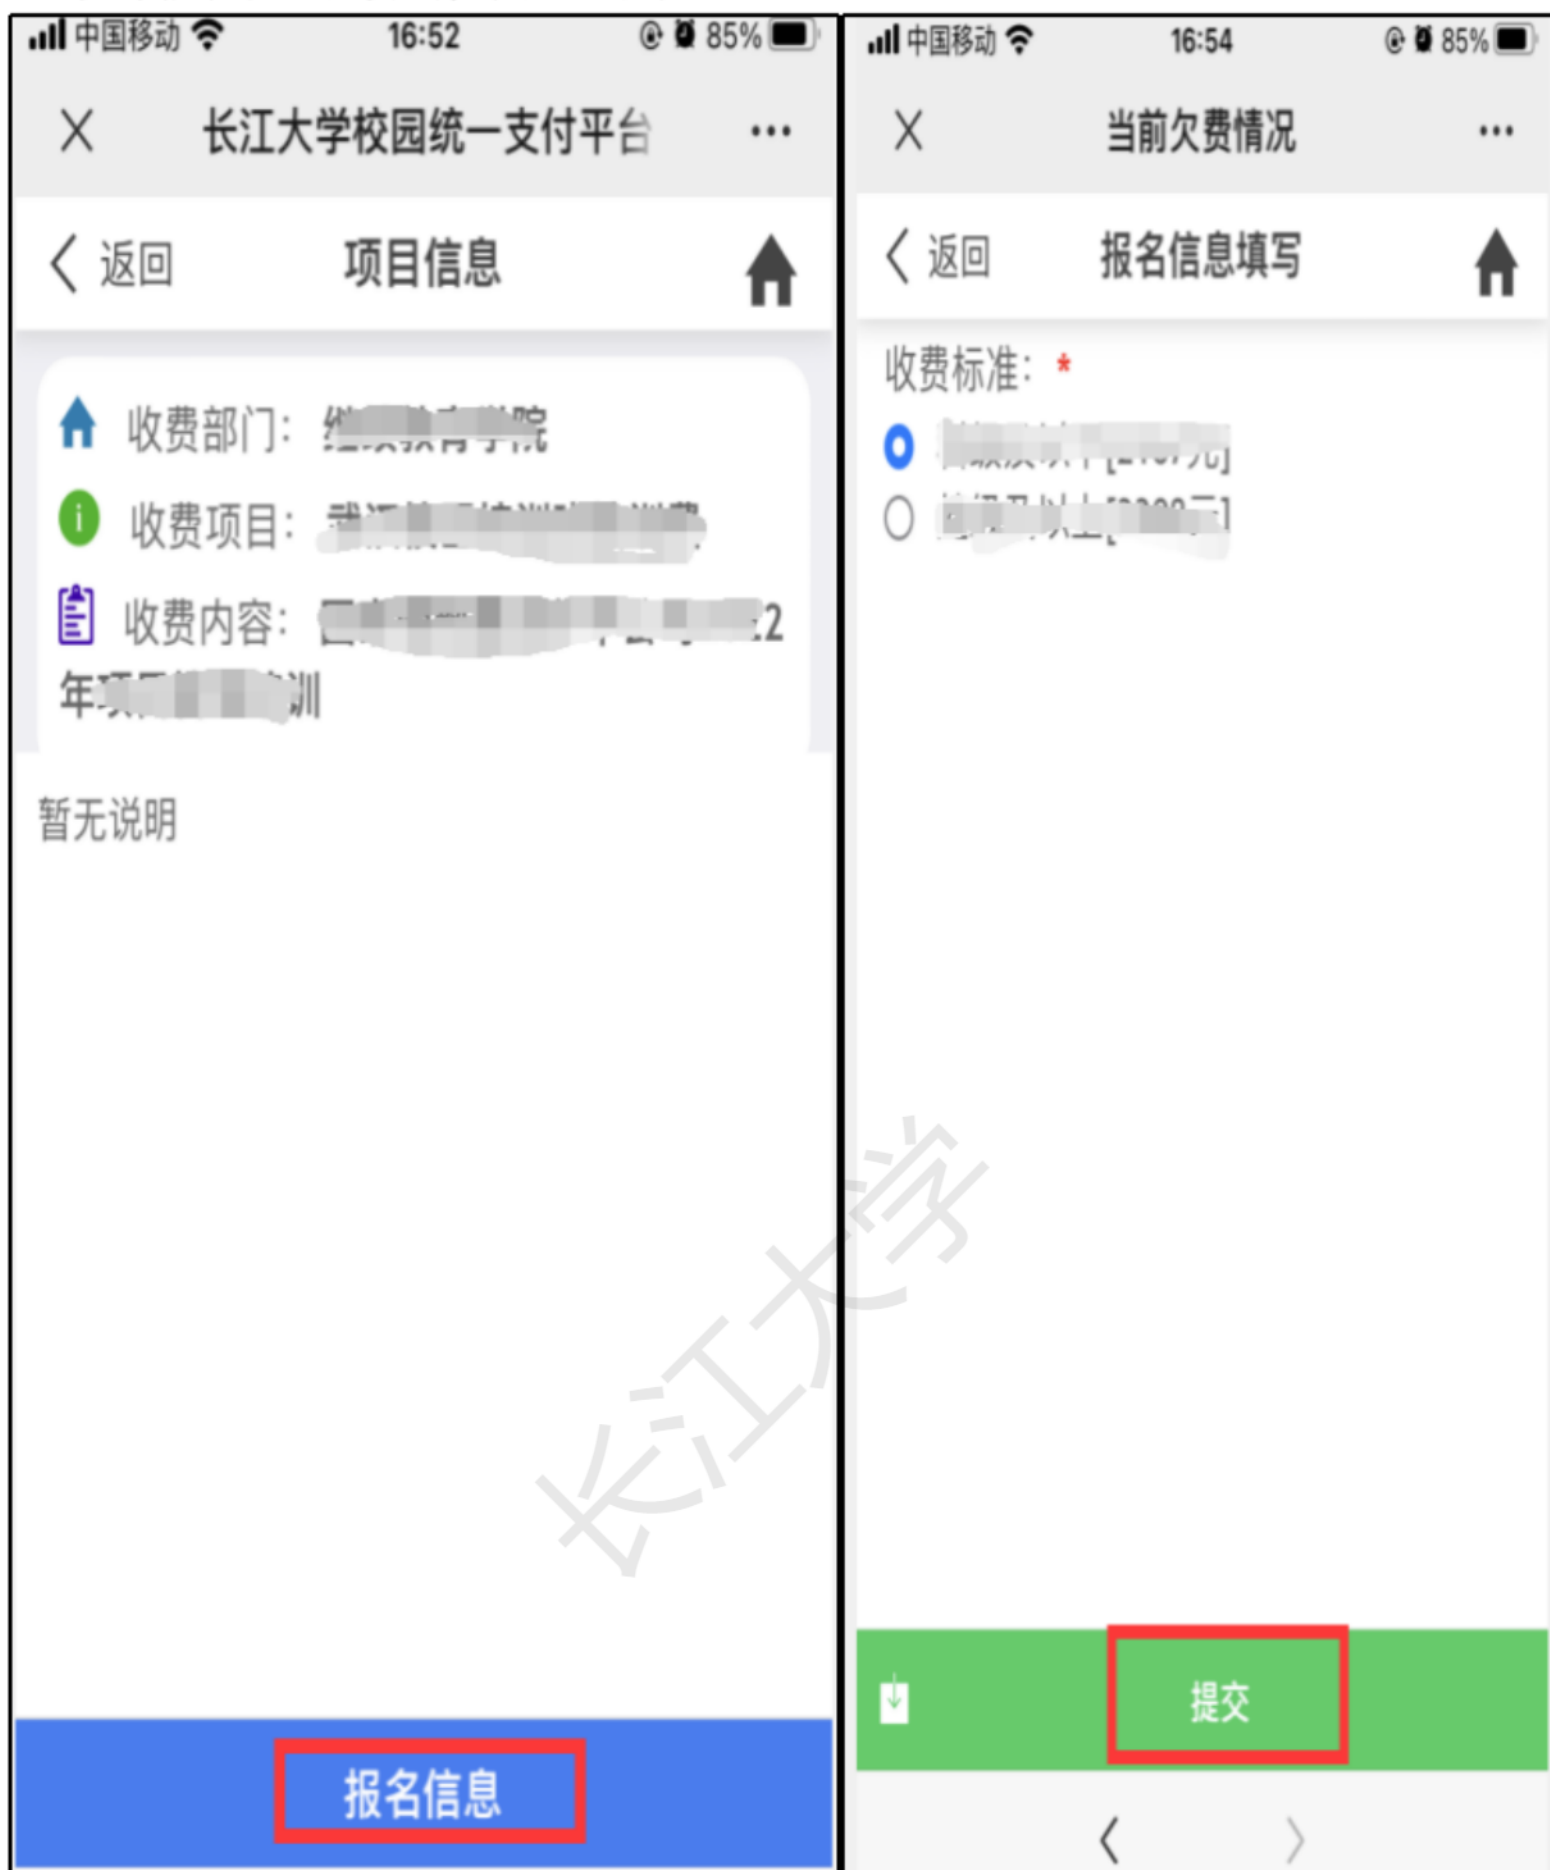 中国移动 16:52 85%
长江大学校园统一支付平台
返回 项目信息
收费部门：
收费项目：
收费内容：
年
暂无说明
报名信息
中国移动 16:54 85%
当前欠费情况
返回 报名信息填写
收费标准：*
提交
长江大学